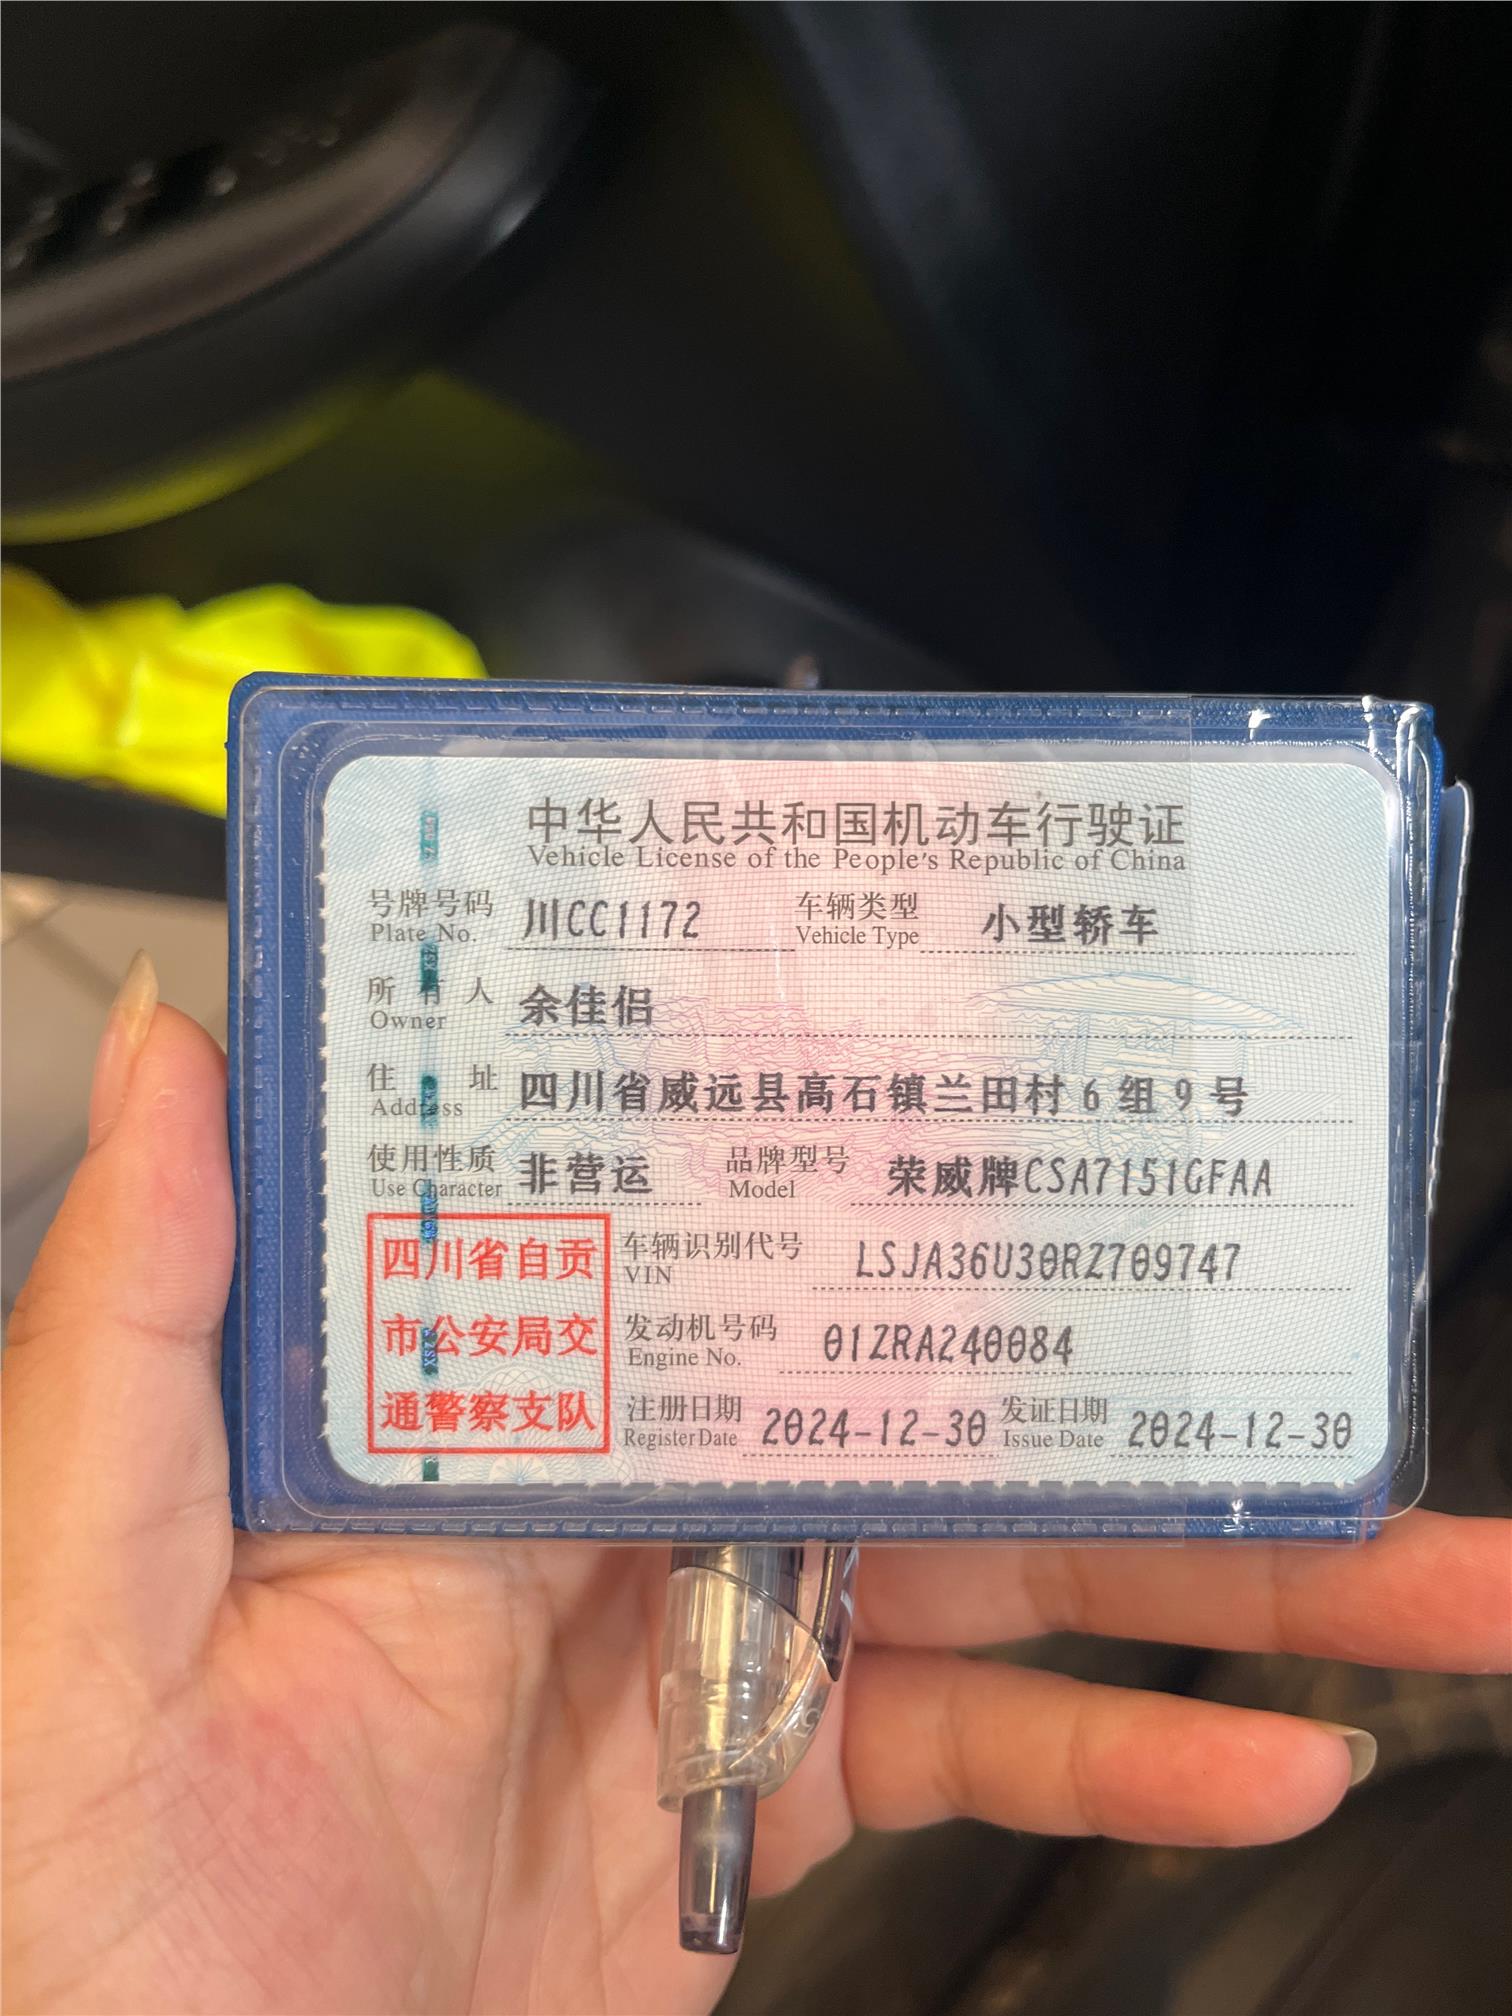 中华人民共和国机动车行驶证
Vehicle License of the People's Republic of China
号牌号码 川CC1172 车辆类型 小型轿车
Plate No. Vehicle Type
所有人 余佳侣
Owner
住址 四川省威远县高石镇兰田村6组9号
Address
使用性质 非营运 品牌型号 荣威牌CSA7151GFAA
Use Character Model
四川省自贡
市公安局交
通警察支队
车辆识别代号 LSJA36U30RZ709747
VIN
发动机号码 01ZRA240084
Engine No.
注册日期 2024-12-30 发证日期 2024-12-30
Register Date Issue Date